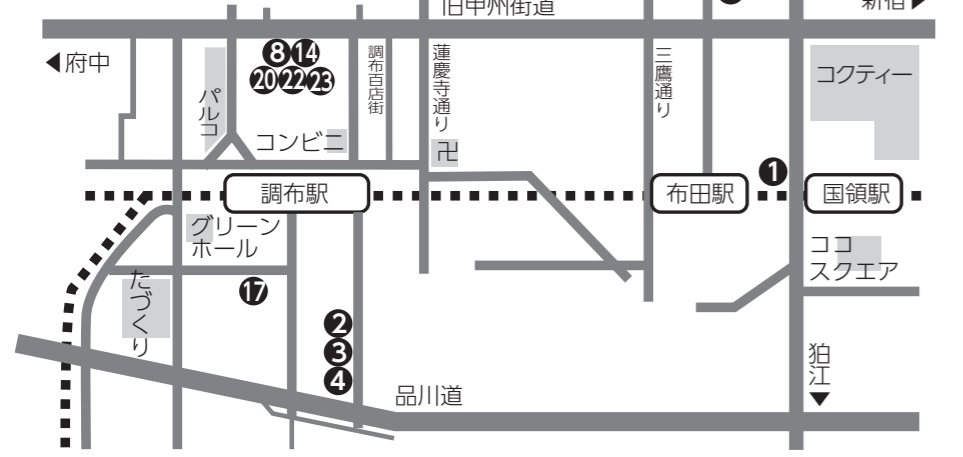 旧甲州街道
新宿▶
◀府中
8 14
20 22 23
パルコ
コンビニ
調布百店街
蓮慶寺通り
卍
三鷹通り
コクティー
1
調布駅
布田駅
国領駅
グリーン
ホール
ココ
スクエア
たづくり
17
2
3
4
品川道
狛江▼